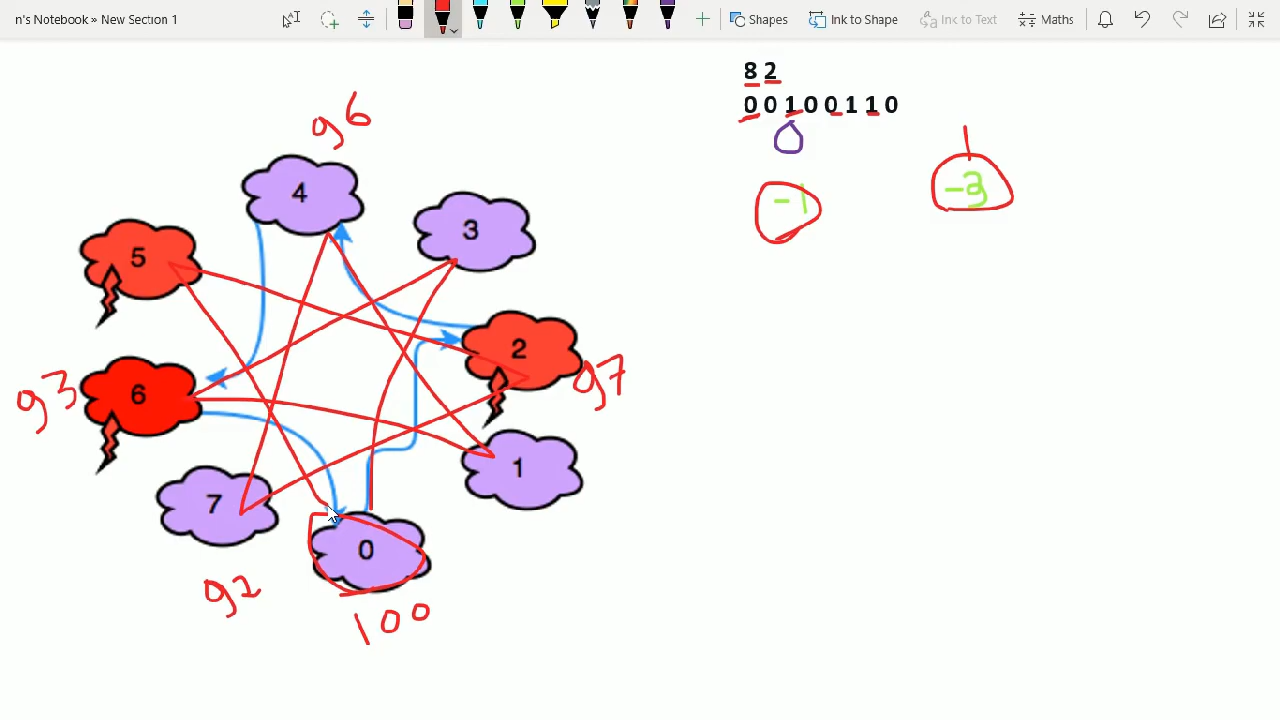 n's Notebook » New Section 1
Shapes
Ink to Shape
Ink to Text
Maths
8 2
0 0 1 0 0 1 1 0
96
1
4
-3
-1
3
5
2
97
6
93
1
7
0
92
100